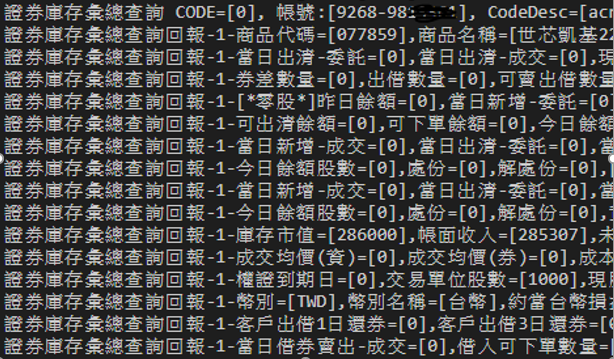 證券庫存彙總查詢 CODE=[0], 帳號:[9268-98 1], CodeDesc=[ac
證券庫存彙總查詢回報-1-商品代碼=[077859],商品名稱=[世芯凱基22
證券庫存彙總查詢回報-1-當日出清-委託=[0],當日出清-成交=[0],現
證券庫存彙總查詢回報-1-券差數量=[0],出借數量=[0],可賣出借數量
證券庫存彙總查詢回報-1-[*零股*]昨日餘額=[0],當日新增-委託=[0
證券庫存彙總查詢回報-1-可出清餘額=[0],可下單餘額=[0],今日餘額
證券庫存彙總查詢回報-1-當日新增-成交=[0],當日出清-委託=[0],當
證券庫存彙總查詢回報-1-今日餘額股數=[0],處份=[0],解處份=[0],
證券庫存彙總查詢回報-1-當日新增-成交=[0],當日出清-委託=[0],當
證券庫存彙總查詢回報-1-今日餘額股數=[0],處份=[0],解處份=[0],
證券庫存彙總查詢回報-1-庫存市值=[286000],帳面收入=[285307],未
證券庫存彙總查詢回報-1-成交均價(資)=[0],成交均價(券)=[0],成本
證券庫存彙總查詢回報-1-權證到期日=[0],交易單位股數=[1000],現股
證券庫存彙總查詢回報-1-幣別=[TWD],幣別名稱=[台幣],約當台幣損
證券庫存彙總查詢回報-1-客戶出借1日還券=[0],客戶出借3日還券=[0
證券庫存彙總查詢回報-1-當日借券賣出-成交=[0],借入可下單數量=